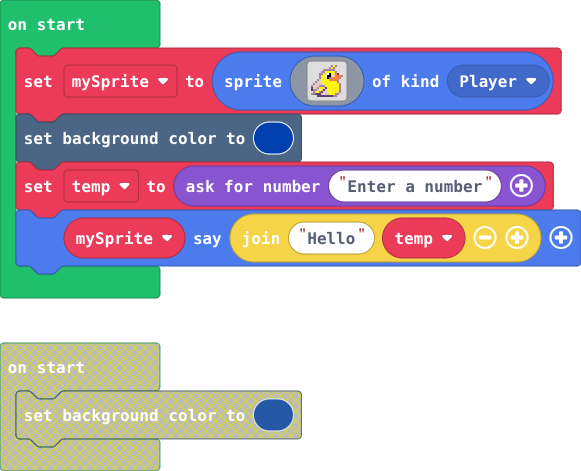 on start
set mySprite to sprite of kind Player
set background color to
set temp to ask for number "Enter a number"
mySprite say join "Hello" temp
on start
set background color to